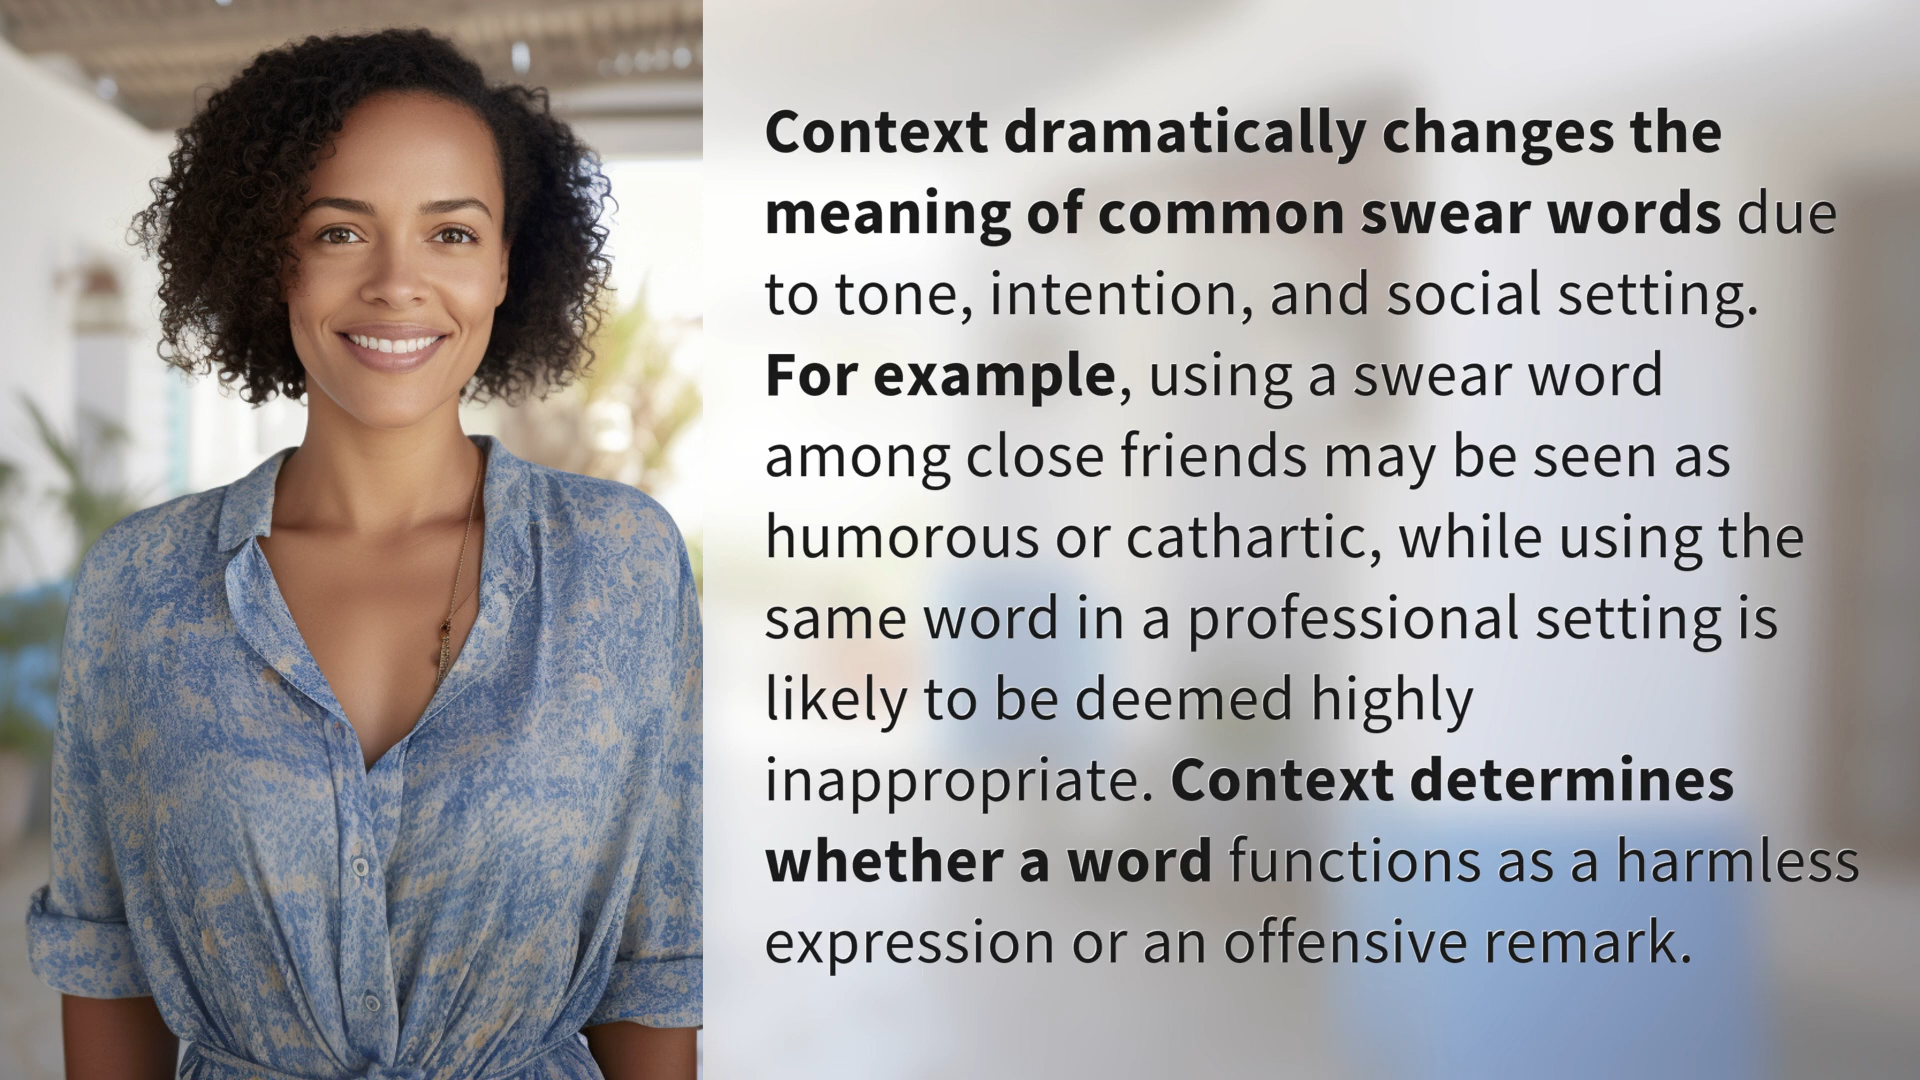 Context dramatically changes the
meaning of common swear words due
to tone, intention, and social setting.
For example, using a swear word
among close friends may be seen as
humorous or cathartic, while using the
same word in a professional setting is
likely to be deemed highly
inappropriate. Context determines
whether a word functions as a harmless
expression or an offensive remark.